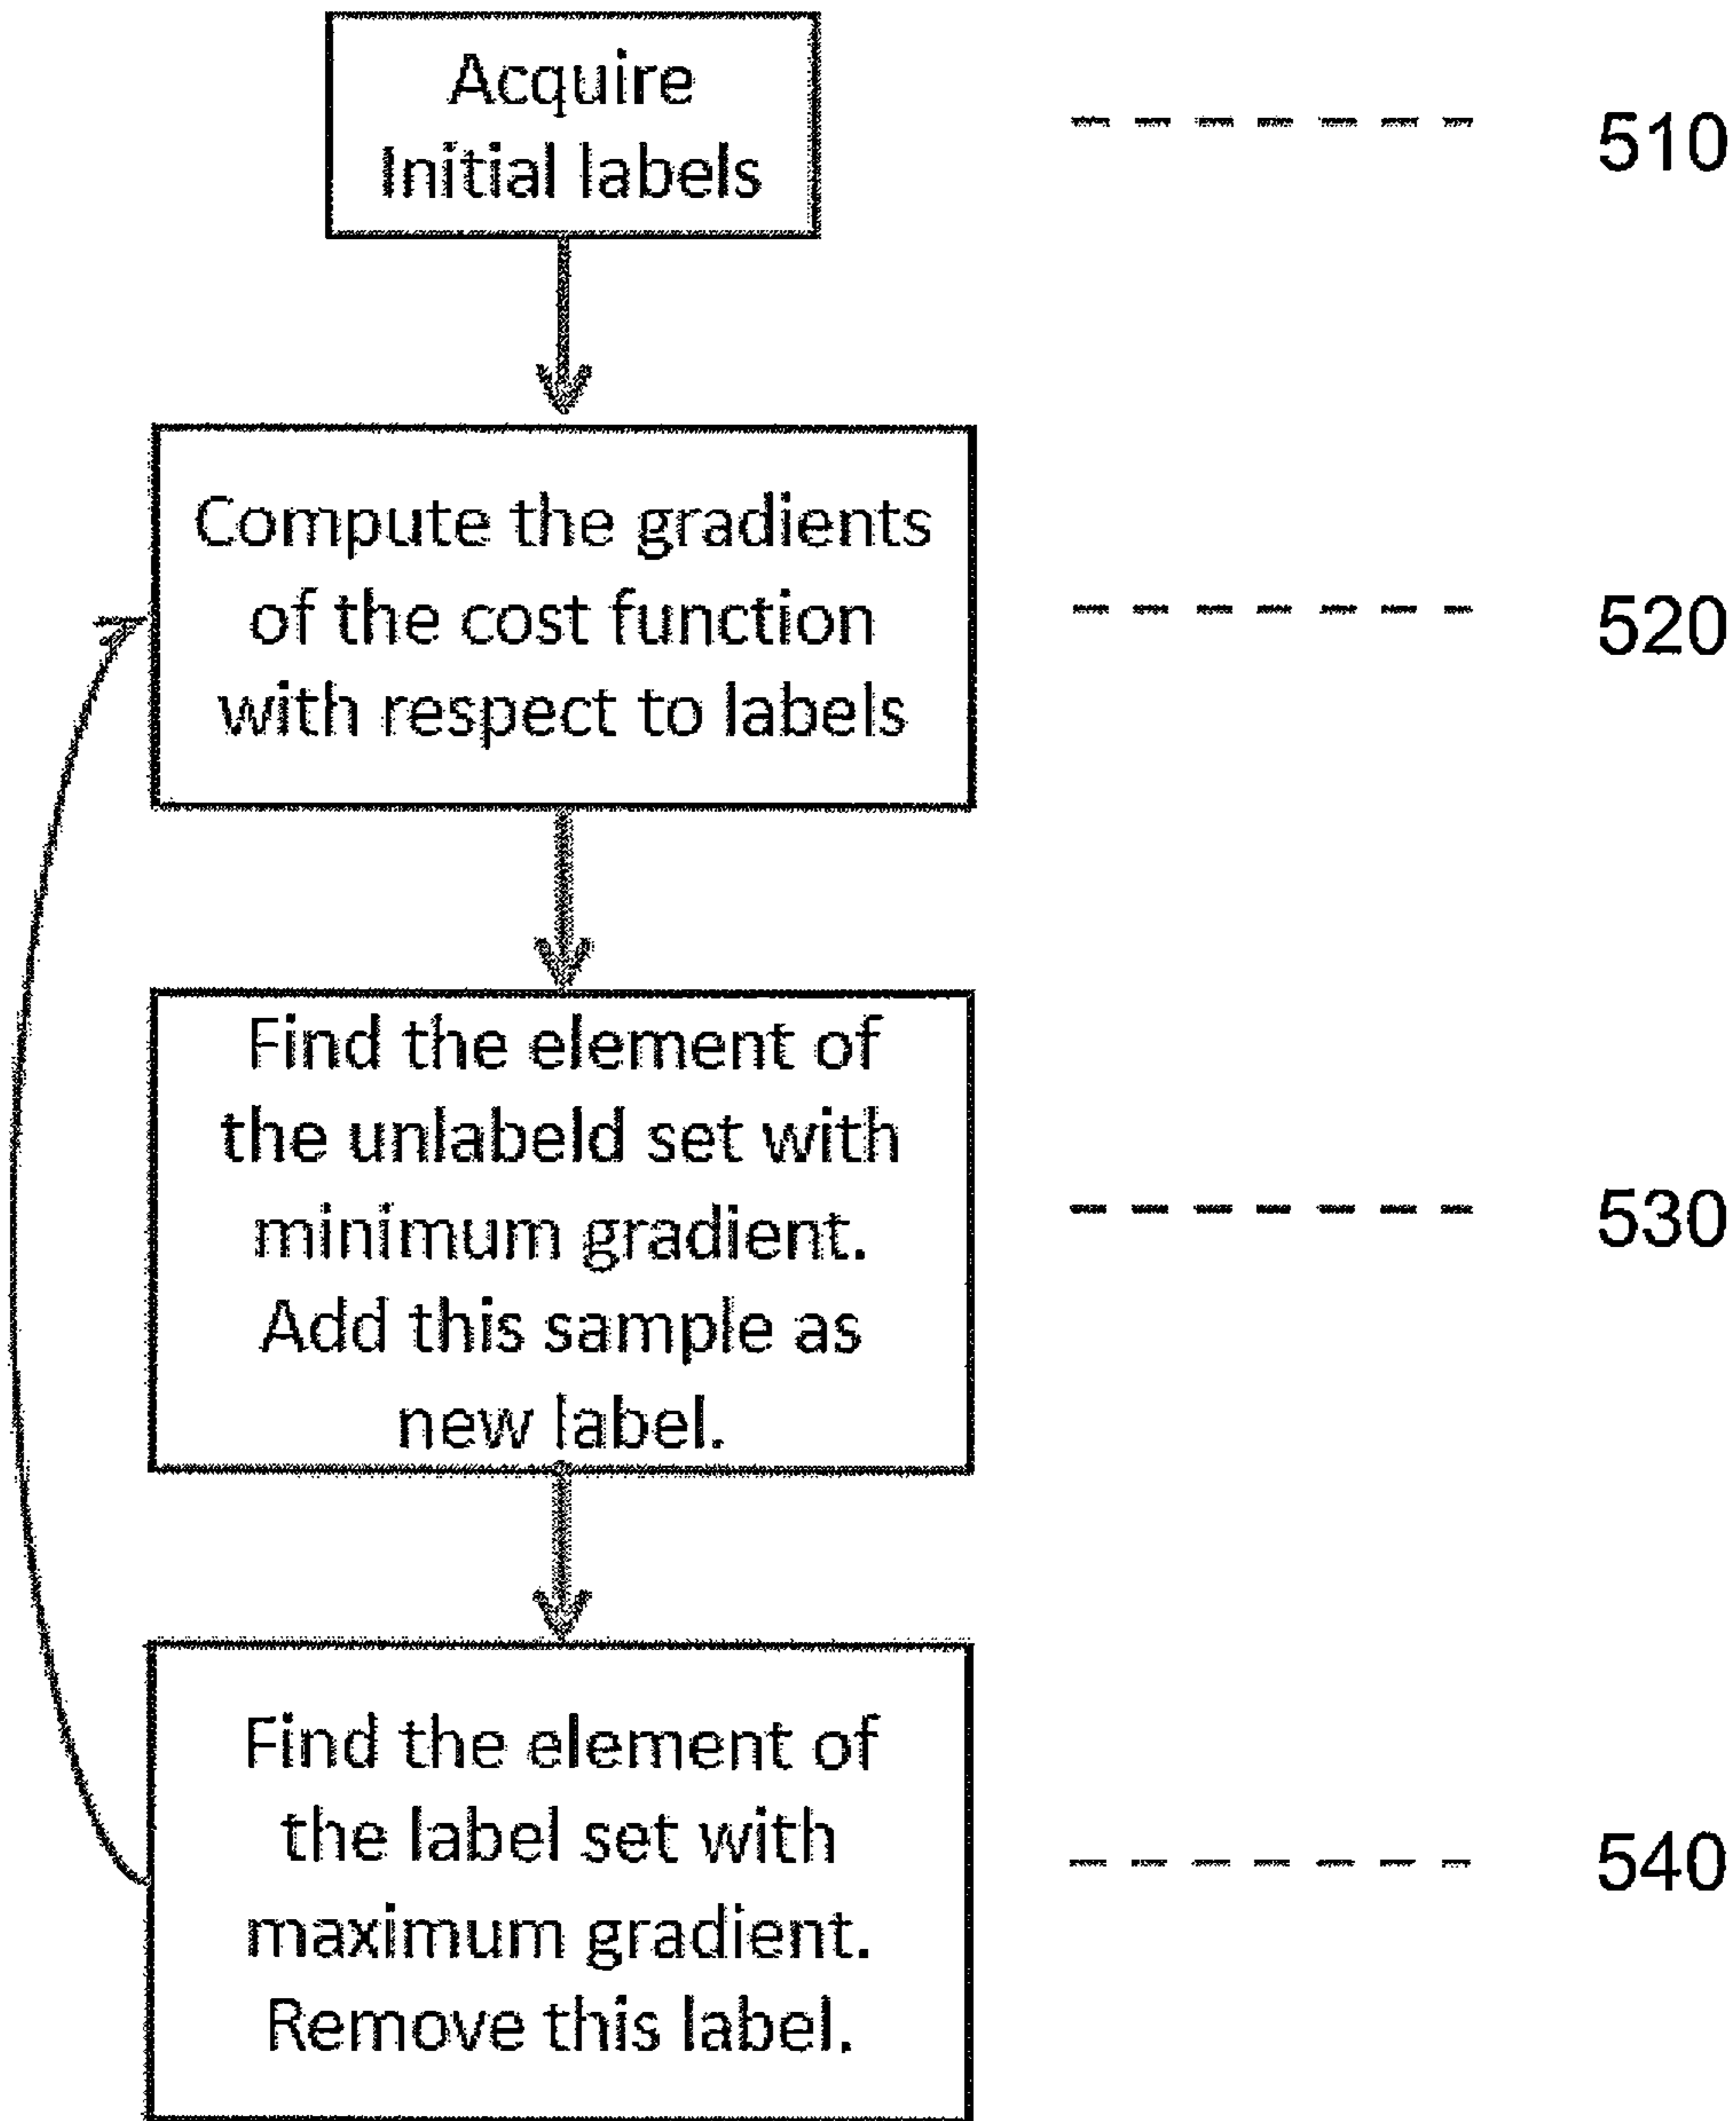 Acquire
Initial labels
510
Compute the gradients
of the cost function
with respect to labels
520
Find the element of
the unlabeld set with
minimum gradient.
Add this sample as
new label.
530
Find the element of
the label set with
maximum gradient.
Remove this label.
540